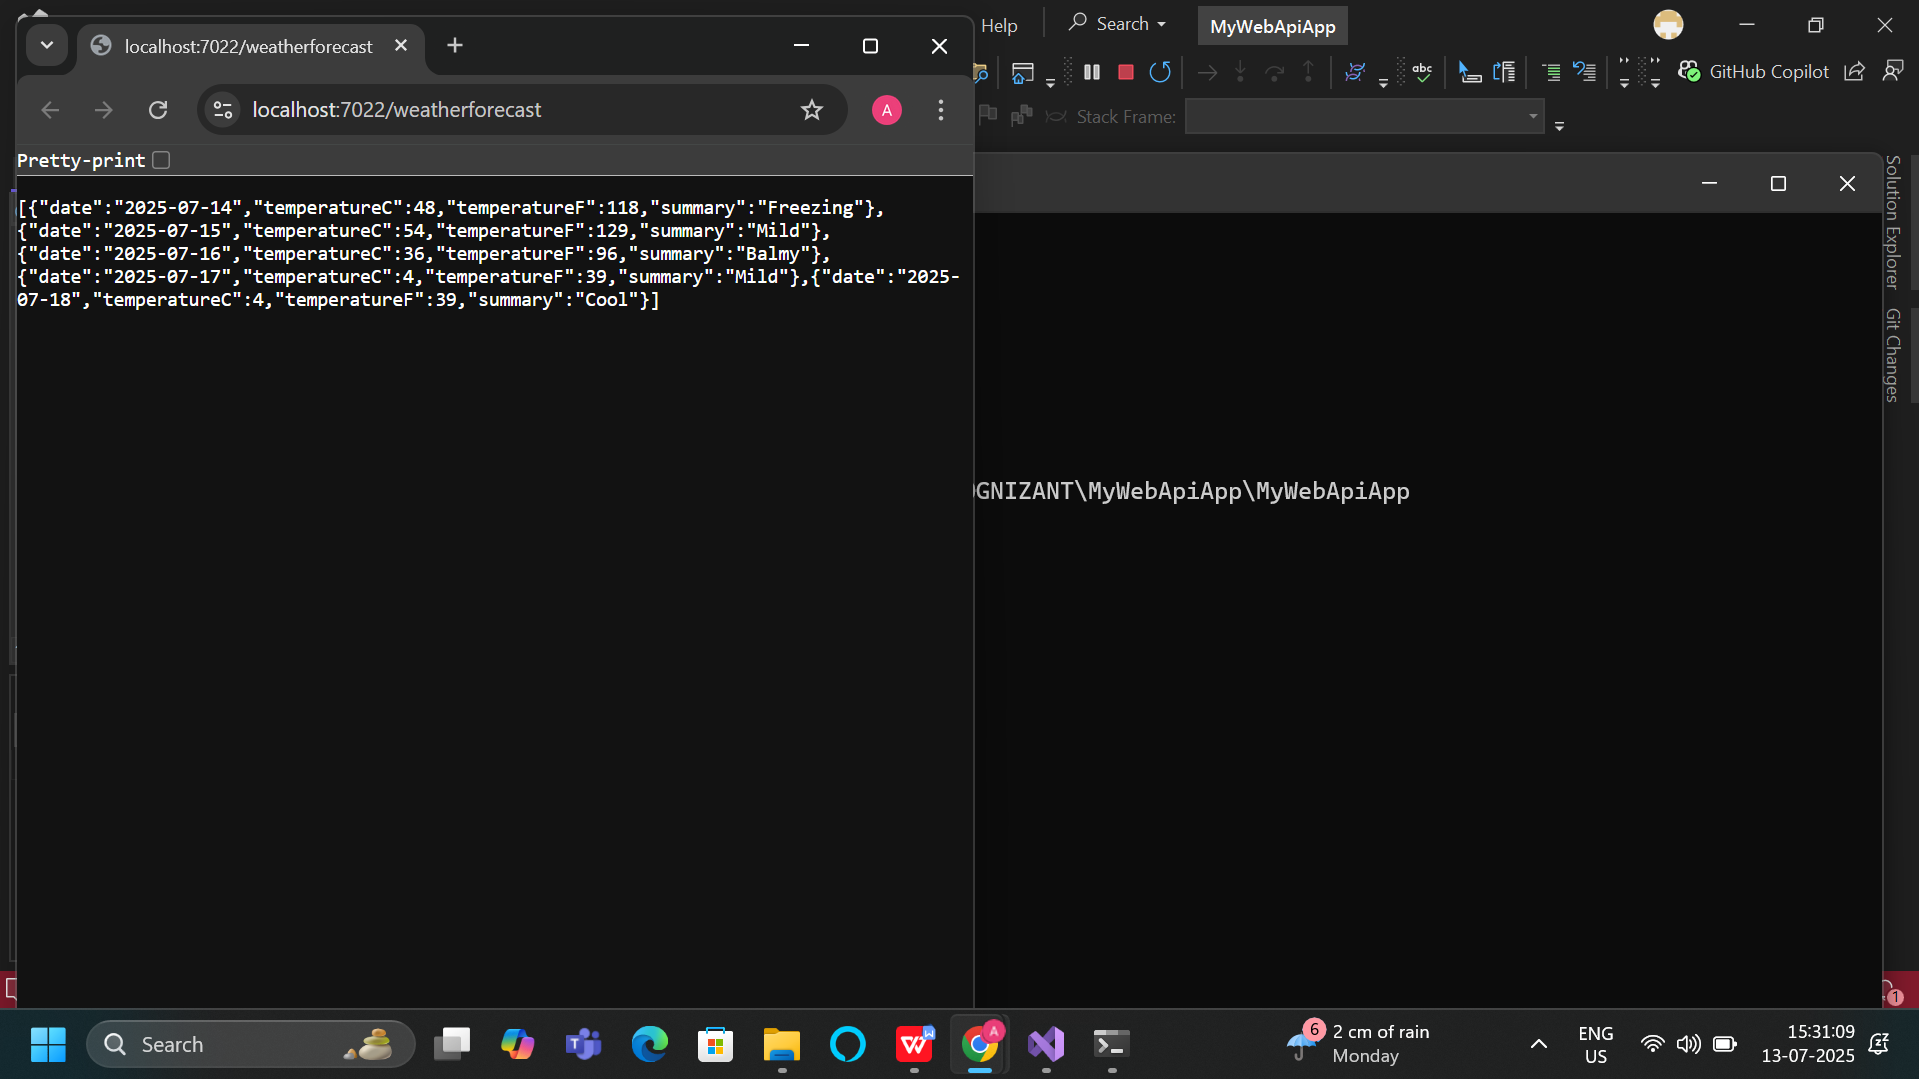 localhost:7022/weatherforecast
Help
Search
MyWebApiApp
GitHub Copilot
localhost:7022/weatherforecast
A
Stack Frame:
Pretty-print
[{"date":"2025-07-14","temperatureC":48,"temperatureF":118,"summary":"Freezing"},
{"date":"2025-07-15","temperatureC":54,"temperatureF":129,"summary":"Mild"},
{"date":"2025-07-16","temperatureC":36,"temperatureF":96,"summary":"Balmy"},
{"date":"2025-07-17","temperatureC":4,"temperatureF":39,"summary":"Mild"},{"date":"2025-
07-18","temperatureC":4,"temperatureF":39,"summary":"Cool"}]
Solution Explorer
Git Changes
OGNIZANT\MyWebApiApp\MyWebApiApp
1
Search
A
6
2 cm of rain
Monday
ENG
US
15:31:09
13-07-2025
abc